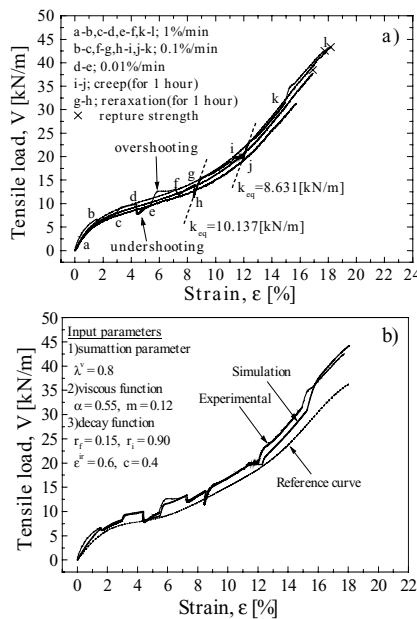 a)
a-b,c-d,e-f,k-l; 1%/min
b-c,f-g,h-i,j-k; 0.1%/min
d-e; 0.01%/min
i-j; creep(for 1 hour)
g-h; reraxation(for 1 hour)
× repture strength
overshooting
undershooting
a
b
c
d
e
f
g
h
i
j
k
l
k_eq=8.631[kN/m]
k_eq=10.137[kN/m]
Tensile load, V [kN/m]
50
45
40
35
30
25
20
15
10
5
0
0 2 4 6 8 10 12 14 16 18 20 22 24
Strain, ε [%]
b)
Input parameters
1)sumattion parameter
λ^v = 0.8
2)viscous function
α = 0.55, m = 0.12
3)decay function
r_f = 0.15, r_i = 0.90
ε^ir = 0.6, c = 0.4
Simulation
Experimental
Reference curve
Tensile load, V [kN/m]
50
45
40
35
30
25
20
15
10
5
0
0 2 4 6 8 10 12 14 16 18 20 22
Strain, ε [%]